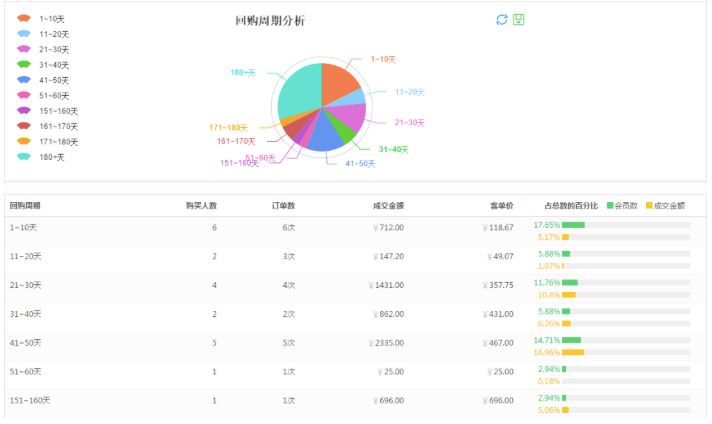 回购周期分析
1~10天
11~20天
21~30天
31~40天
41~50天
51~60天
151~160天
161~170天
171~180天
180+天
1~10天
11~20天
21~30天
31~40天
41~50天
51~60天
151~160天
161~170天
171~180天
180+天
回购周期 购买人数 订单数 成交金额 客单价 占总数的百分比 会员数 成交金额
1~10天 6 6次 ¥712.00 ¥118.67 17.65%
5.17%
11~20天 2 3次 ¥147.20 ¥49.07 5.88%
1.07%
21~30天 4 4次 ¥1431.00 ¥357.75 11.76%
10.4%
31~40天 2 2次 ¥862.00 ¥431.00 5.88%
6.26%
41~50天 5 5次 ¥2335.00 ¥467.00 14.71%
16.96%
51~60天 1 1次 ¥25.00 ¥25.00 2.94%
0.18%
151~160天 1 1次 ¥696.00 ¥696.00 2.94%
5.06%